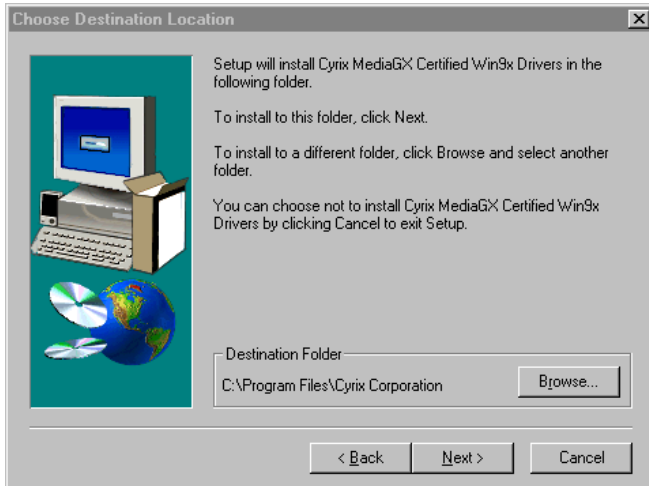 Choose Destination Location
Setup will install Cyrix MediaGX Certified Win9x Drivers in the
following folder.
To install to this folder, click Next.
To install to a different folder, click Browse and select another
folder.
You can choose not to install Cyrix MediaGX Certified Win9x
Drivers by clicking Cancel to exit Setup.
Destination Folder
C:\Program Files\Cyrix Corporation
Browse...
< Back
Next >
Cancel